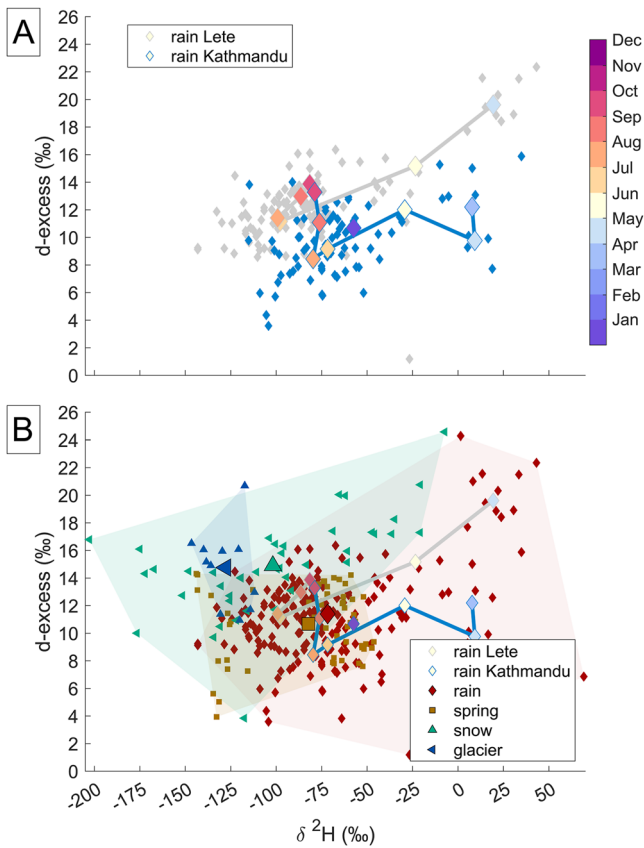 A
rain Lete
rain Kathmandu
26
24
22
20
18
16
14
12
10
8
6
4
2
0
d-excess (‰)
Dec
Nov
Oct
Sep
Aug
Jul
Jun
May
Apr
Mar
Feb
Jan
B
26
24
22
20
18
16
14
12
10
8
6
4
2
0
d-excess (‰)
rain Lete
rain Kathmandu
rain
spring
snow
glacier
-200 -175 -150 -125 -100 -75 -50 -25 0 25 50
δ ²H (‰)